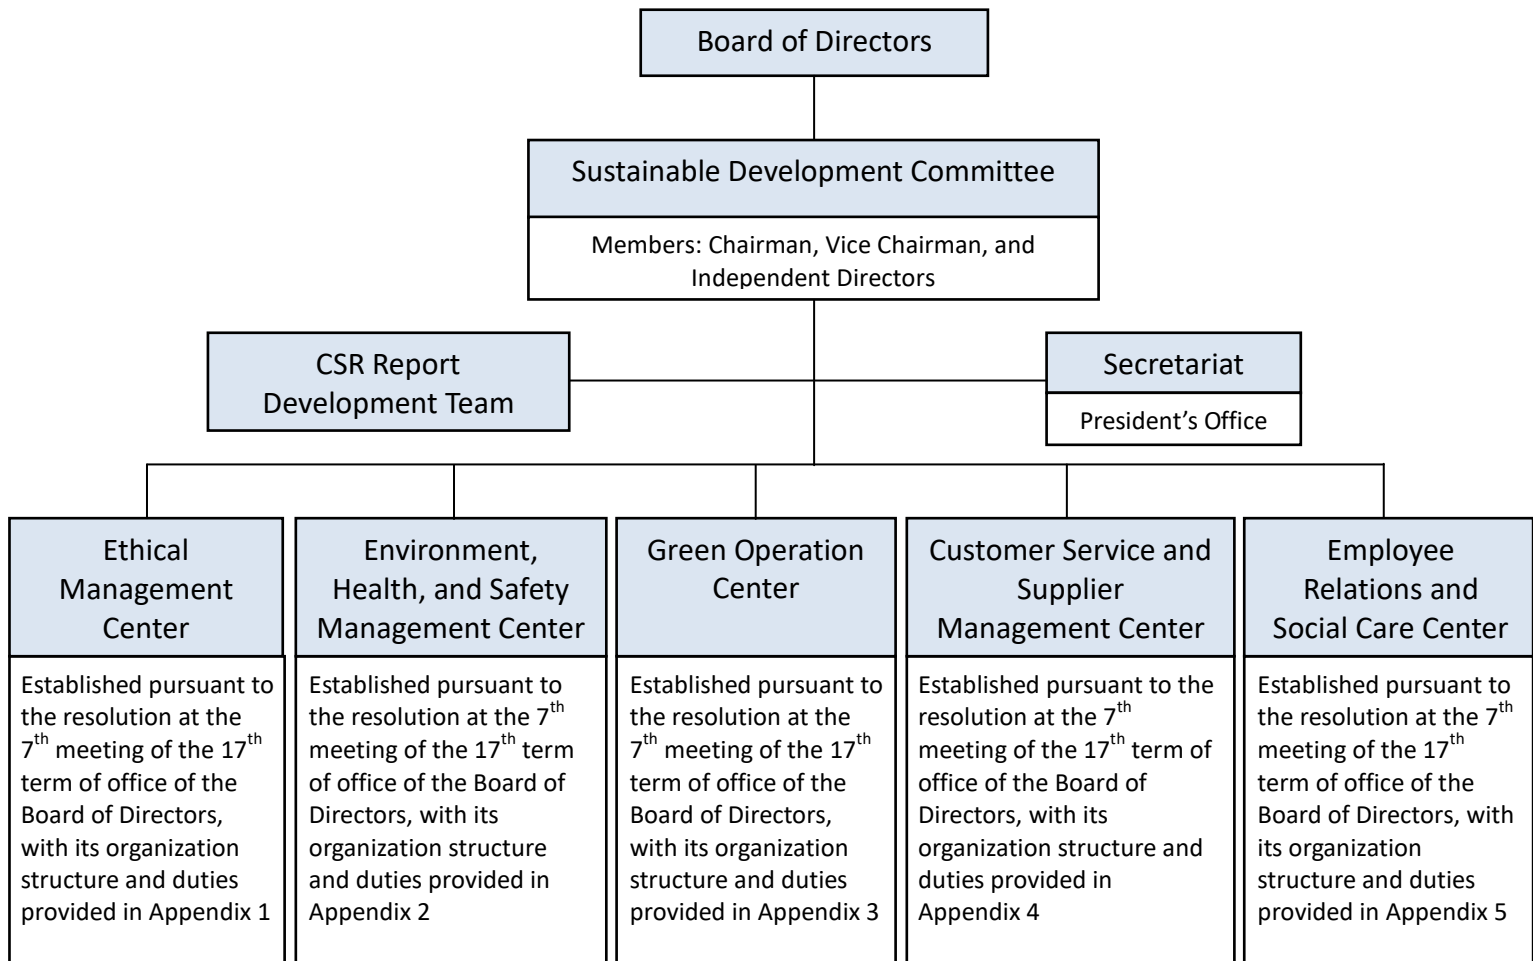 Board of Directors
Sustainable Development Committee
Members: Chairman, Vice Chairman, and
Independent Directors
CSR Report
Development Team
Secretariat
President’s Office
Ethical
Management
Center
Established pursuant to
the resolution at the
7th meeting of the 17th
term of office of the
Board of Directors,
with its organization
structure and duties
provided in Appendix 1
Environment,
Health, and Safety
Management Center
Established pursuant to
the resolution at the 7th
meeting of the 17th term
of office of the Board of
Directors, with its
organization structure
and duties provided in
Appendix 2
Green Operation
Center
Established pursuant to
the resolution at the
7th meeting of the 17th
term of office of the
Board of Directors,
with its organization
structure and duties
provided in Appendix 3
Customer Service and
Supplier
Management Center
Established pursuant to the
resolution at the 7th
meeting of the 17th term of
office of the Board of
Directors, with its
organization structure and
duties provided in
Appendix 4
Employee
Relations and
Social Care Center
Established pursuant to
the resolution at the 7th
meeting of the 17th
term of office of the
Board of Directors, with
its organization
structure and duties
provided in Appendix 5